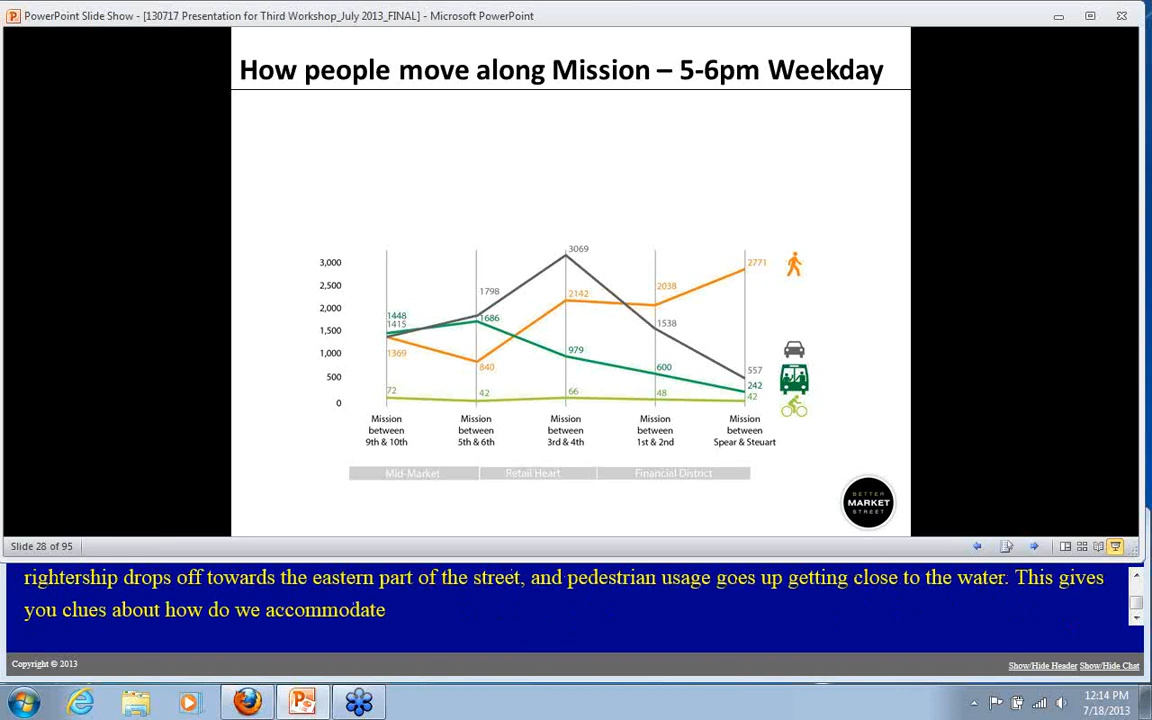 PowerPoint Slide Show - [130717 Presentation for Third Workshop_July 2013_FINAL] - Microsoft PowerPoint
How people move along Mission – 5-6pm Weekday
3,000
2,500
2,000
1,500
1,000
500
0
1448
1415
1369
72
1798
1686
840
42
3069
2142
979
66
2038
1538
600
48
2771
557
242
42
Mission between 9th & 10th
Mission between 5th & 6th
Mission between 3rd & 4th
Mission between 1st & 2nd
Mission between Spear & Steuart
Mid-Market
Retail Heart
Financial District
BETTER
MARKET
STREET
Slide 28 of 95
rightership drops off towards the eastern part of the street, and pedestrian usage goes up getting close to the water. This gives
you clues about how do we accommodate
Copyright © 2013
Show/Hide Header Show/Hide Chat
12:14 PM
7/18/2013